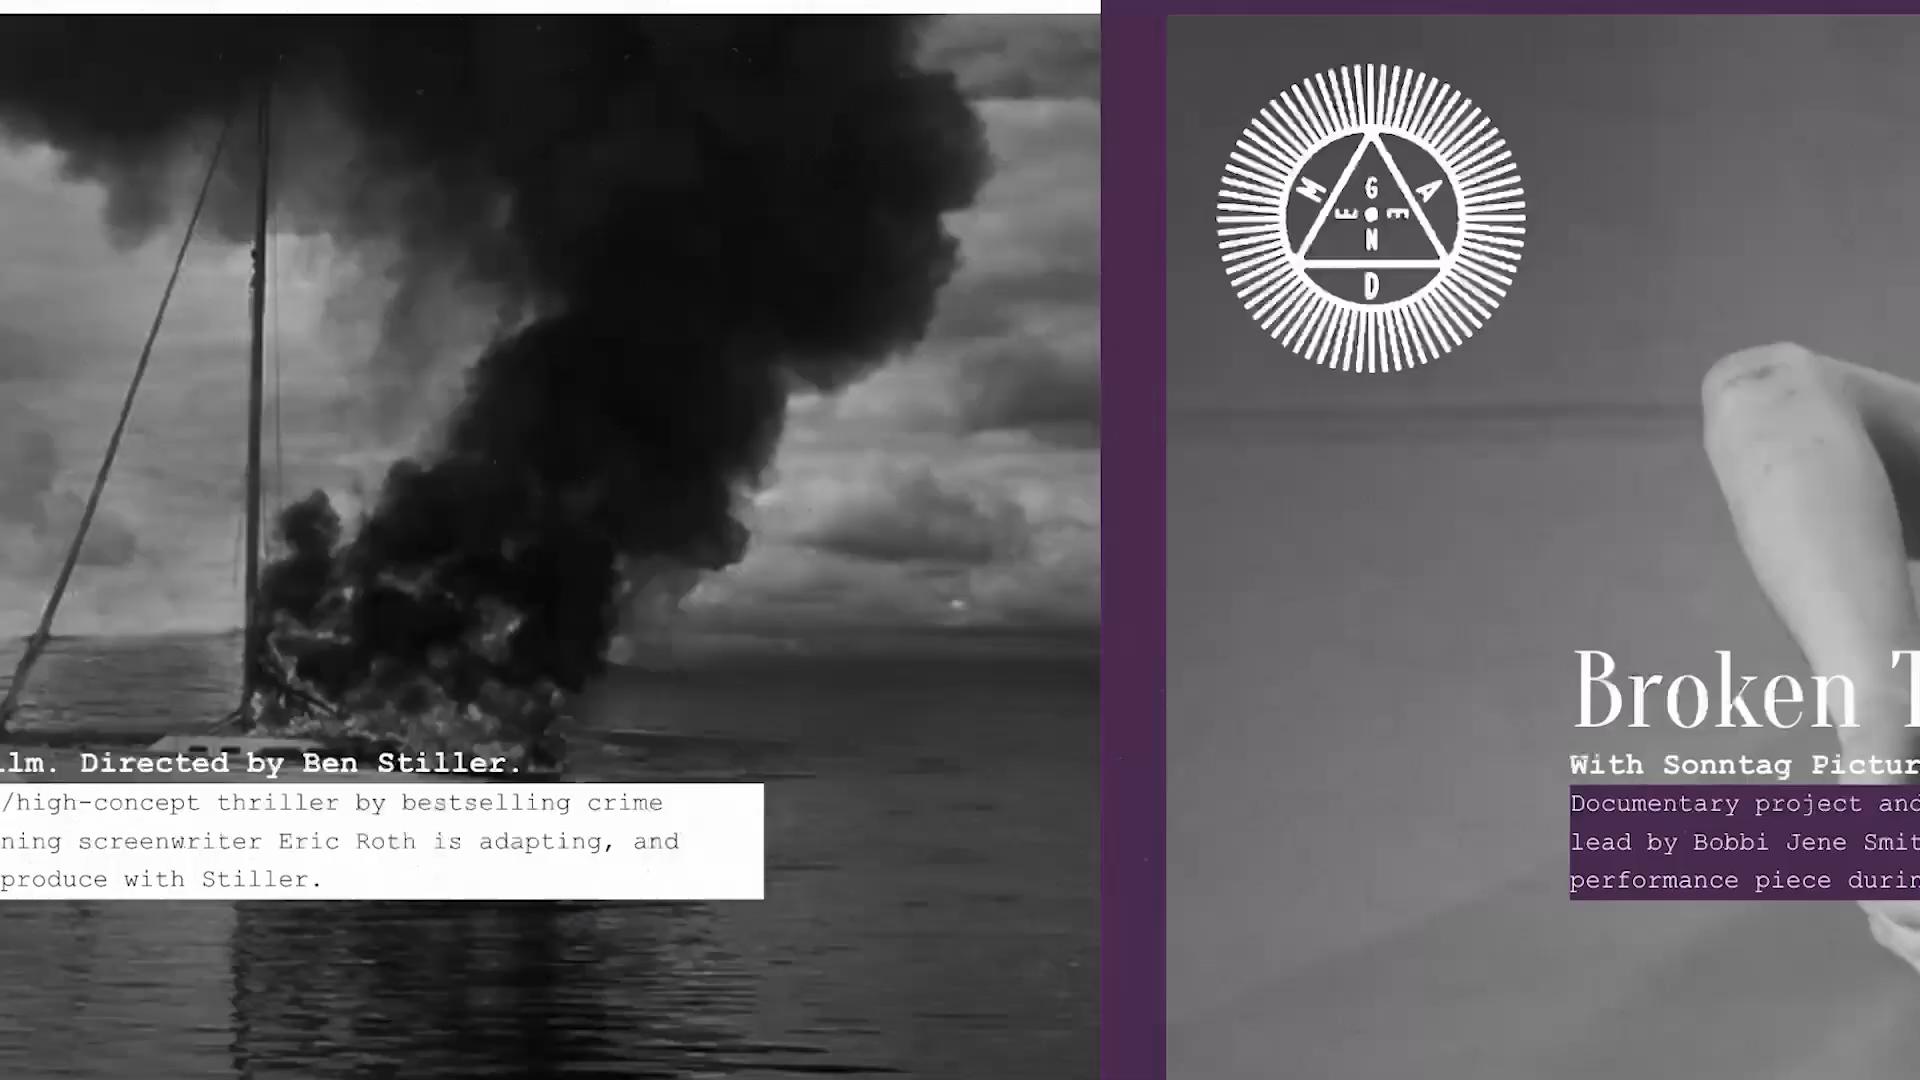 lm. Directed by Ben Stiller.
/high-concept thriller by bestselling crime
ning screenwriter Eric Roth is adapting, and
produce with Stiller.
M A
G
E E
N
D
Broken T
With Sonntag Pictur
Documentary project and
lead by Bobbi Jene Smit
performance piece durin